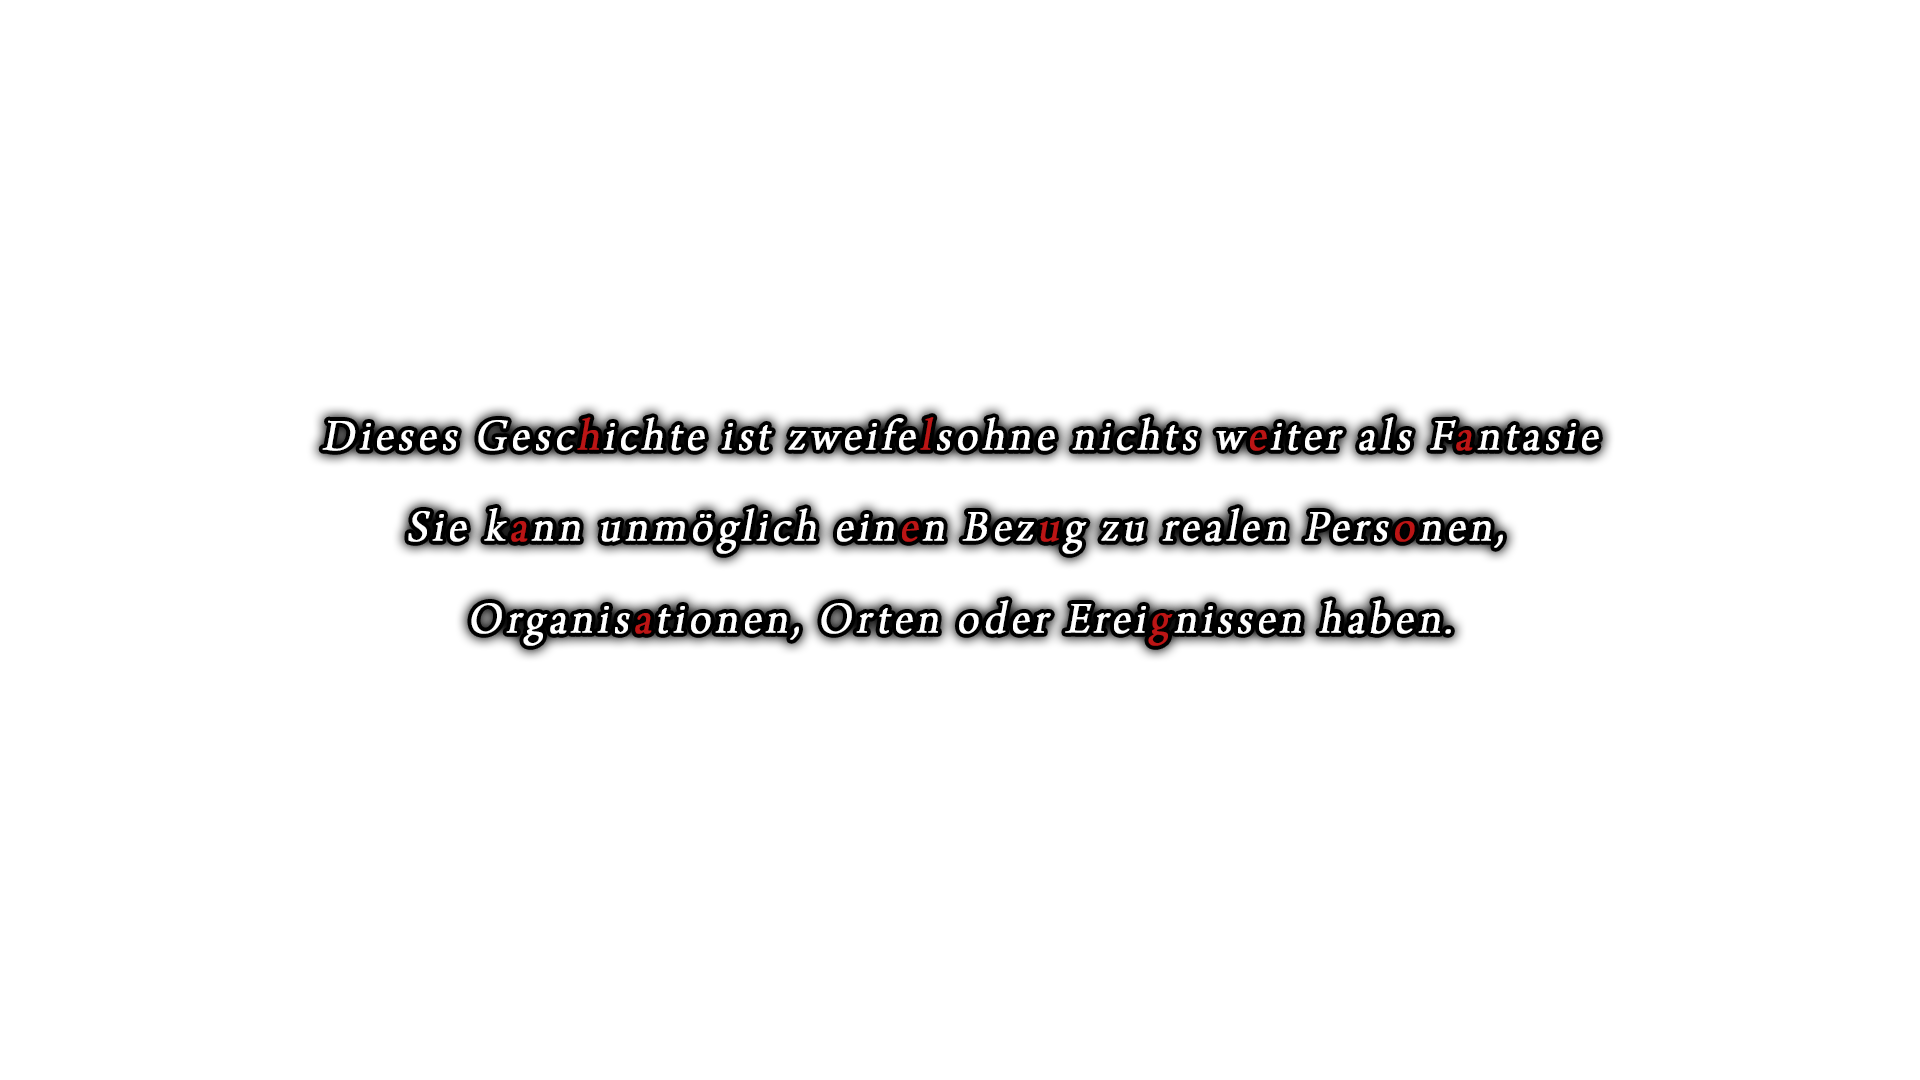 Dieses Geschichte ist zweifelsohne nichts weiter als Fantasie
Sie kann unmöglich einen Bezug zu realen Personen,
Organisationen, Orten oder Ereignissen haben.